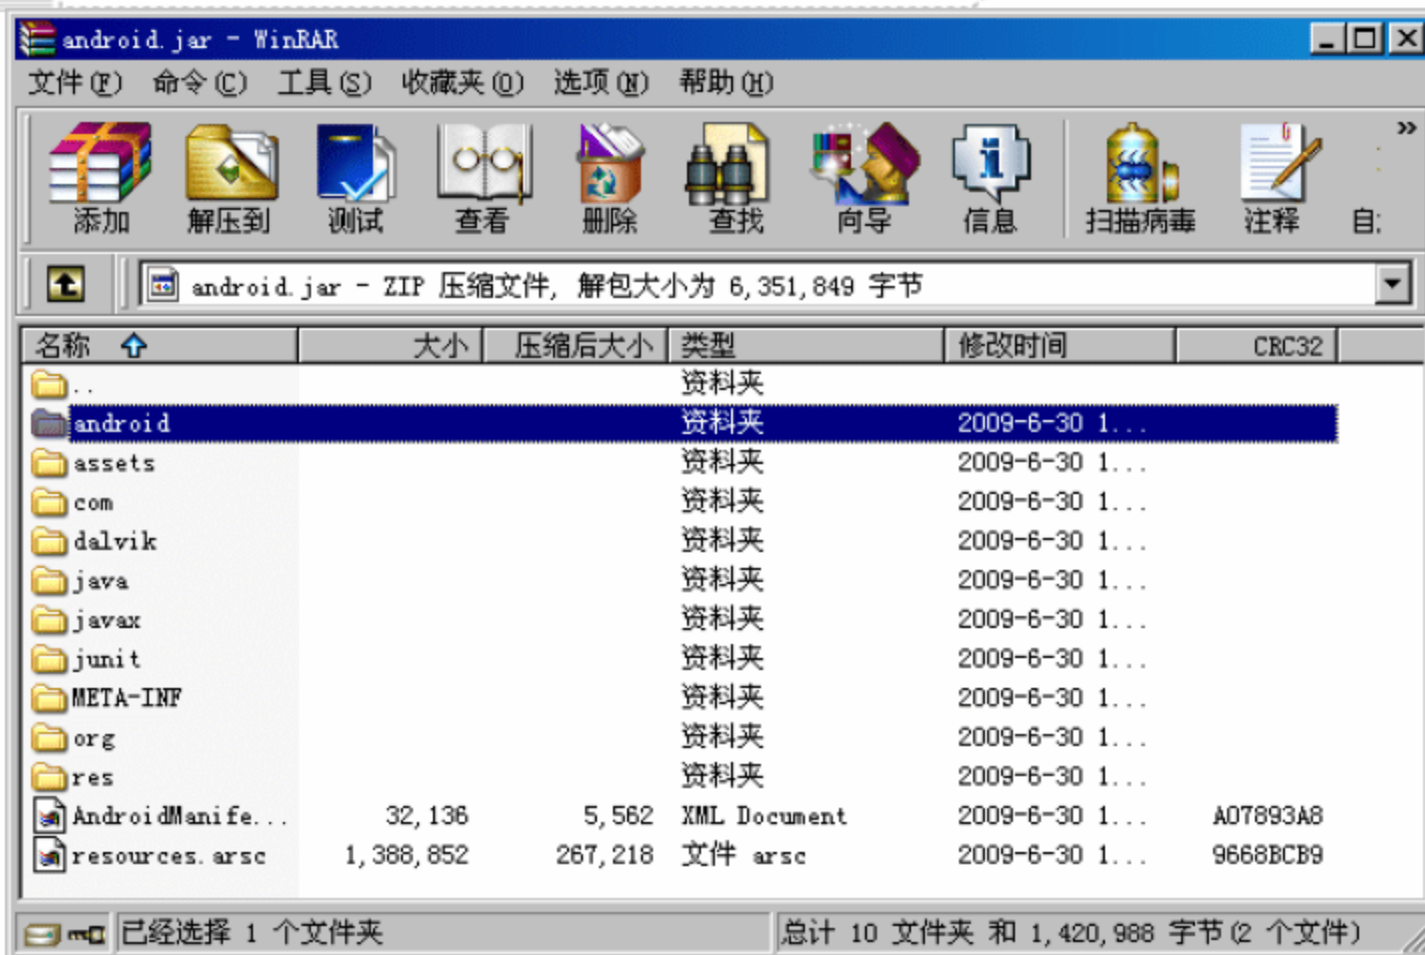 android.jar - WinRAR
文件(F) 命令(C) 工具(S) 收藏夹(O) 选项(N) 帮助(H)
»
添加 解压到 测试 查看 删除 查找 向导 信息 扫描病毒 注释 自:
android.jar - ZIP 压缩文件, 解包大小为 6,351,849 字节
名称 大小 压缩后大小 类型 修改时间 CRC32
.. 资料夹
android 资料夹 2009-6-30 1...
assets 资料夹 2009-6-30 1...
com 资料夹 2009-6-30 1...
dalvik 资料夹 2009-6-30 1...
java 资料夹 2009-6-30 1...
javax 资料夹 2009-6-30 1...
junit 资料夹 2009-6-30 1...
META-INF 资料夹 2009-6-30 1...
org 资料夹 2009-6-30 1...
res 资料夹 2009-6-30 1...
AndroidManife... 32,136 5,562 XML Document 2009-6-30 1... A07893A8
resources.arsc 1,388,852 267,218 文件 arsc 2009-6-30 1... 9668BCB9
已经选择 1 个文件夹 总计 10 文件夹 和 1,420,988 字节(2 个文件)